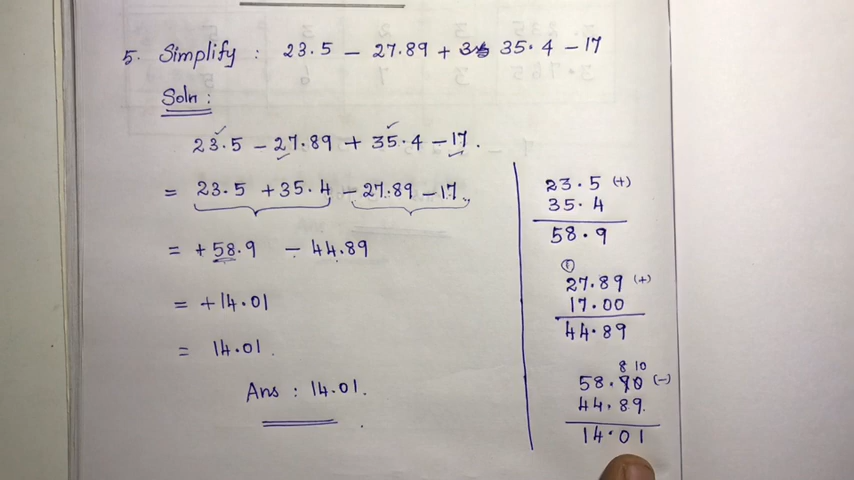 5. Simplify : 23.5 – 27.89 + 35.4 – 17
Soln :
23.5 – 27.89 + 35.4 – 17.
= 23.5 + 35.4 – 27.89 – 17
= +58.9 – 44.89
= +14.01
= 14.01
Ans : 14.01.
23.5 (+)
35.4
58.9
1
27.89 (+)
17.00
44.89
8 10
58.90 (–)
44.89
14.01